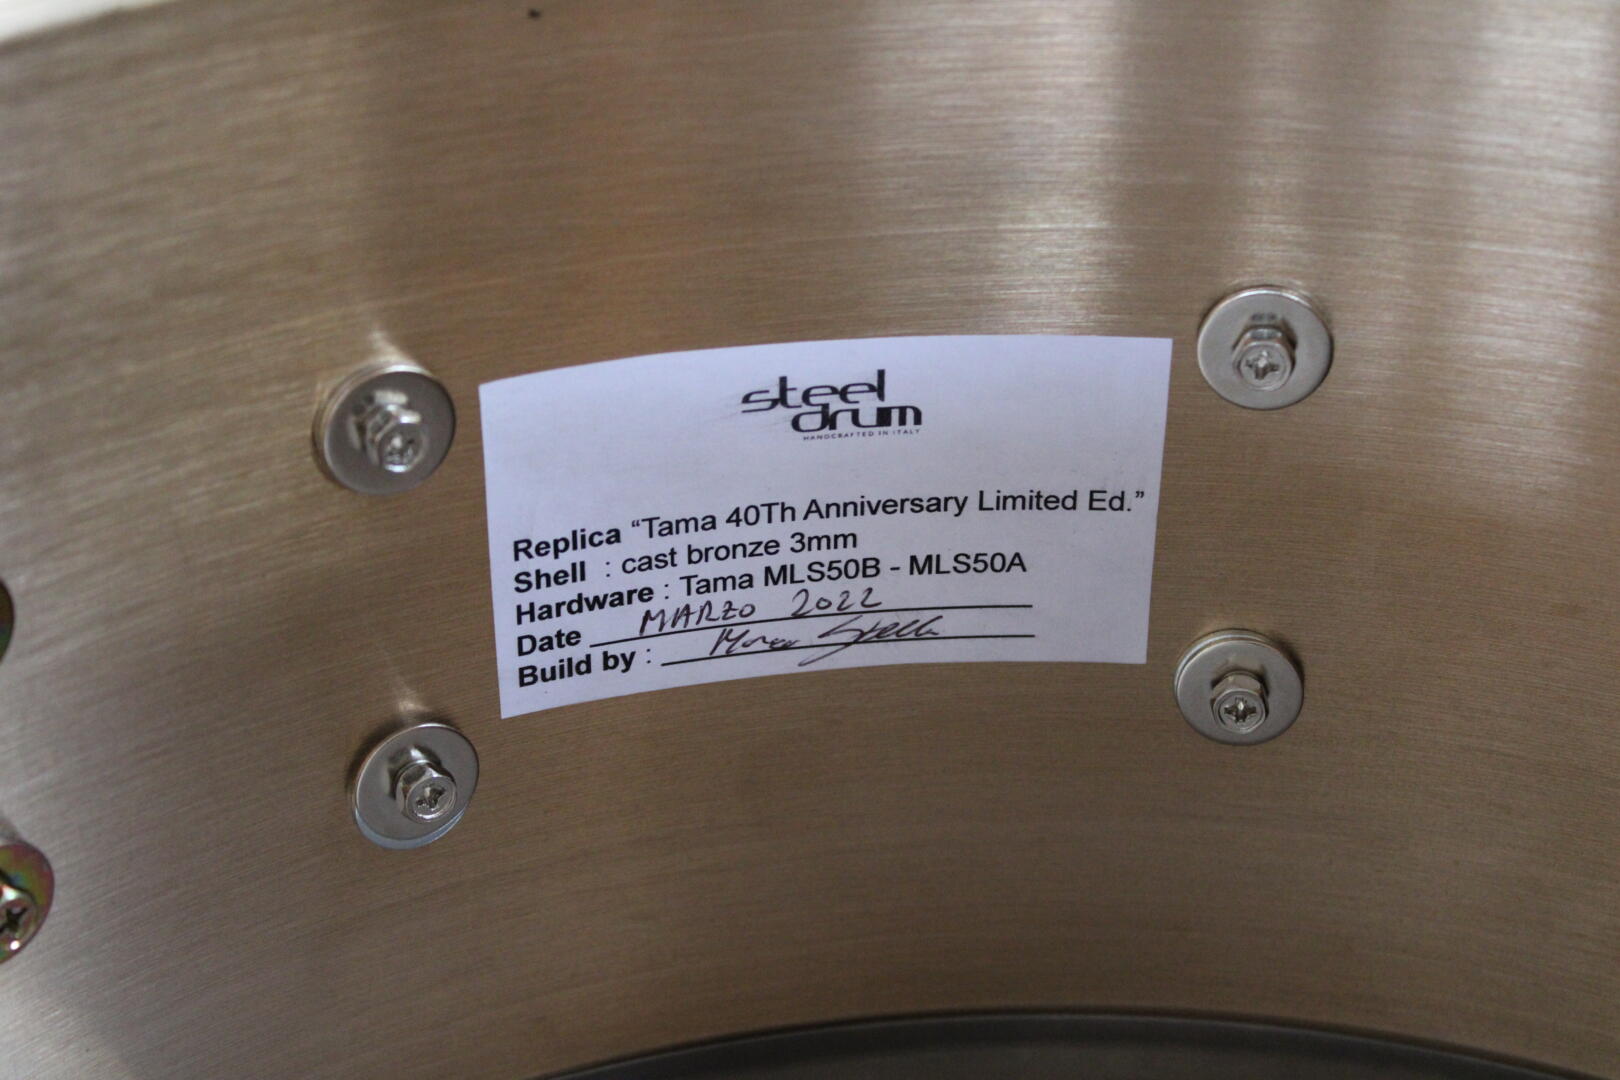 steel
drum
HANDCRAFTED IN ITALY
Replica “Tama 40Th Anniversary Limited Ed.”
Shell : cast bronze 3mm
Hardware : Tama MLS50B - MLS50A
Date MARZO 2022
Build by :